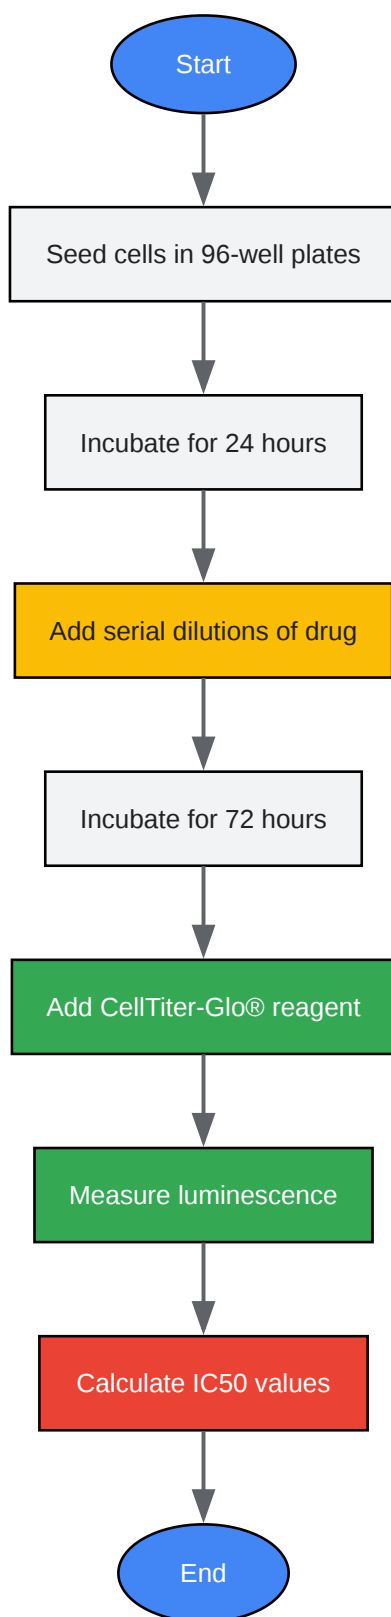 Start
Seed cells in 96-well plates
Incubate for 24 hours
Add serial dilutions of drug
Incubate for 72 hours
Add CellTiter-Glo® reagent
Measure luminescence
Calculate IC50 values
End